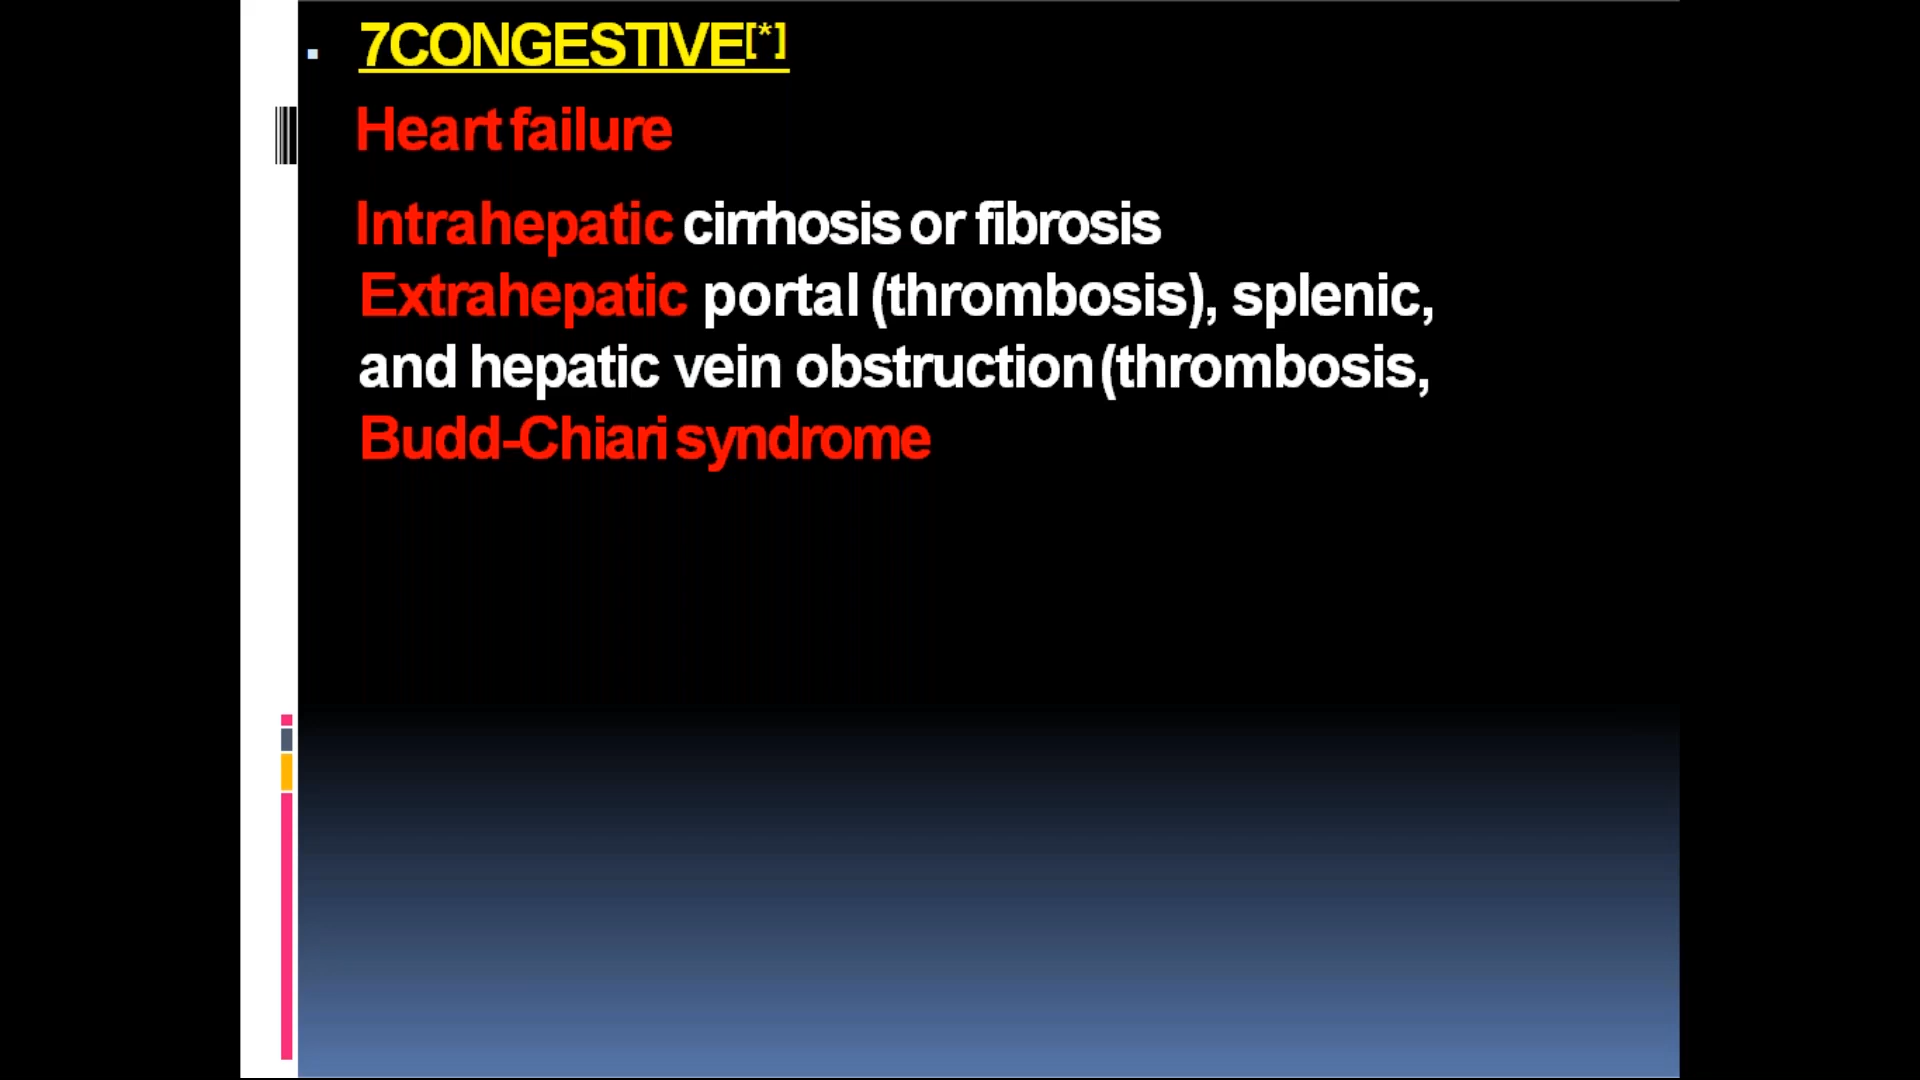 7CONGESTIVE[*]
Heart failure
Intrahepatic cirrhosis or fibrosis
Extrahepatic portal (thrombosis), splenic,
and hepatic vein obstruction (thrombosis,
Budd-Chiari syndrome